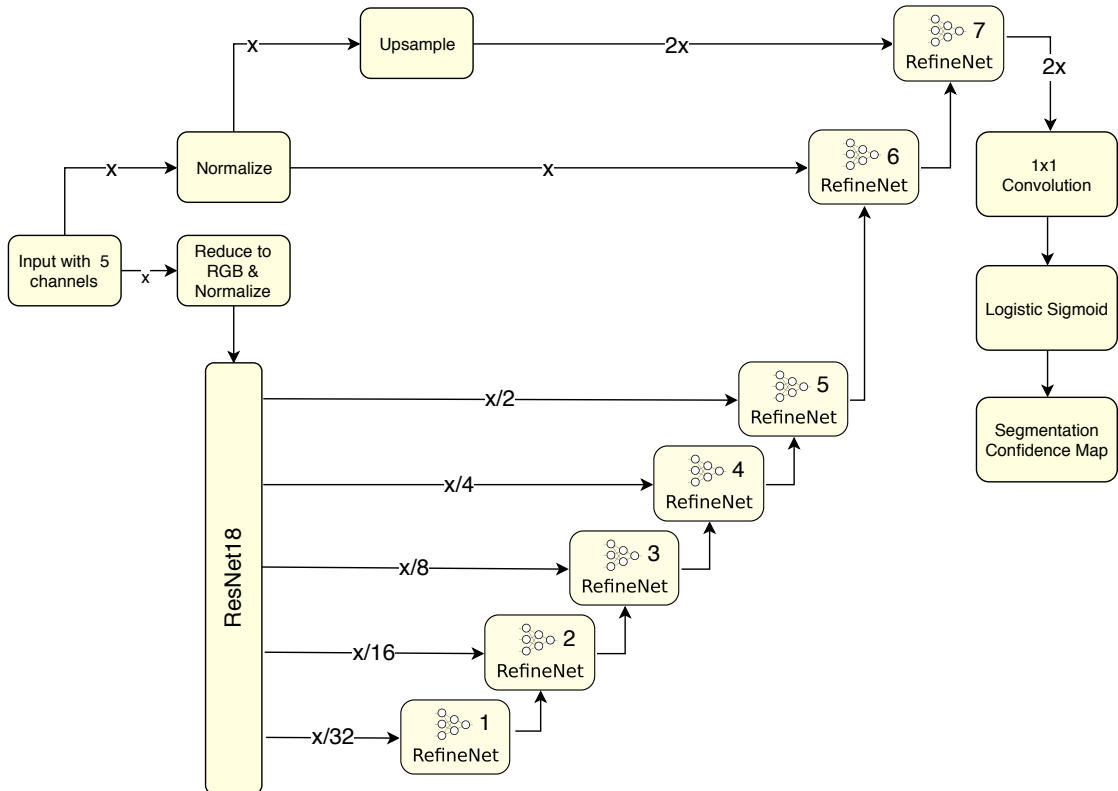 x
Upsample
2x
7
RefineNet
2x
x
Normalize
x
6
RefineNet
1x1
Convolution
Input with 5
channels
x
Reduce to
RGB &
Normalize
Logistic Sigmoid
ResNet18
x/2
5
RefineNet
Segmentation
Confidence Map
x/4
4
RefineNet
x/8
3
RefineNet
x/16
2
RefineNet
x/32
1
RefineNet